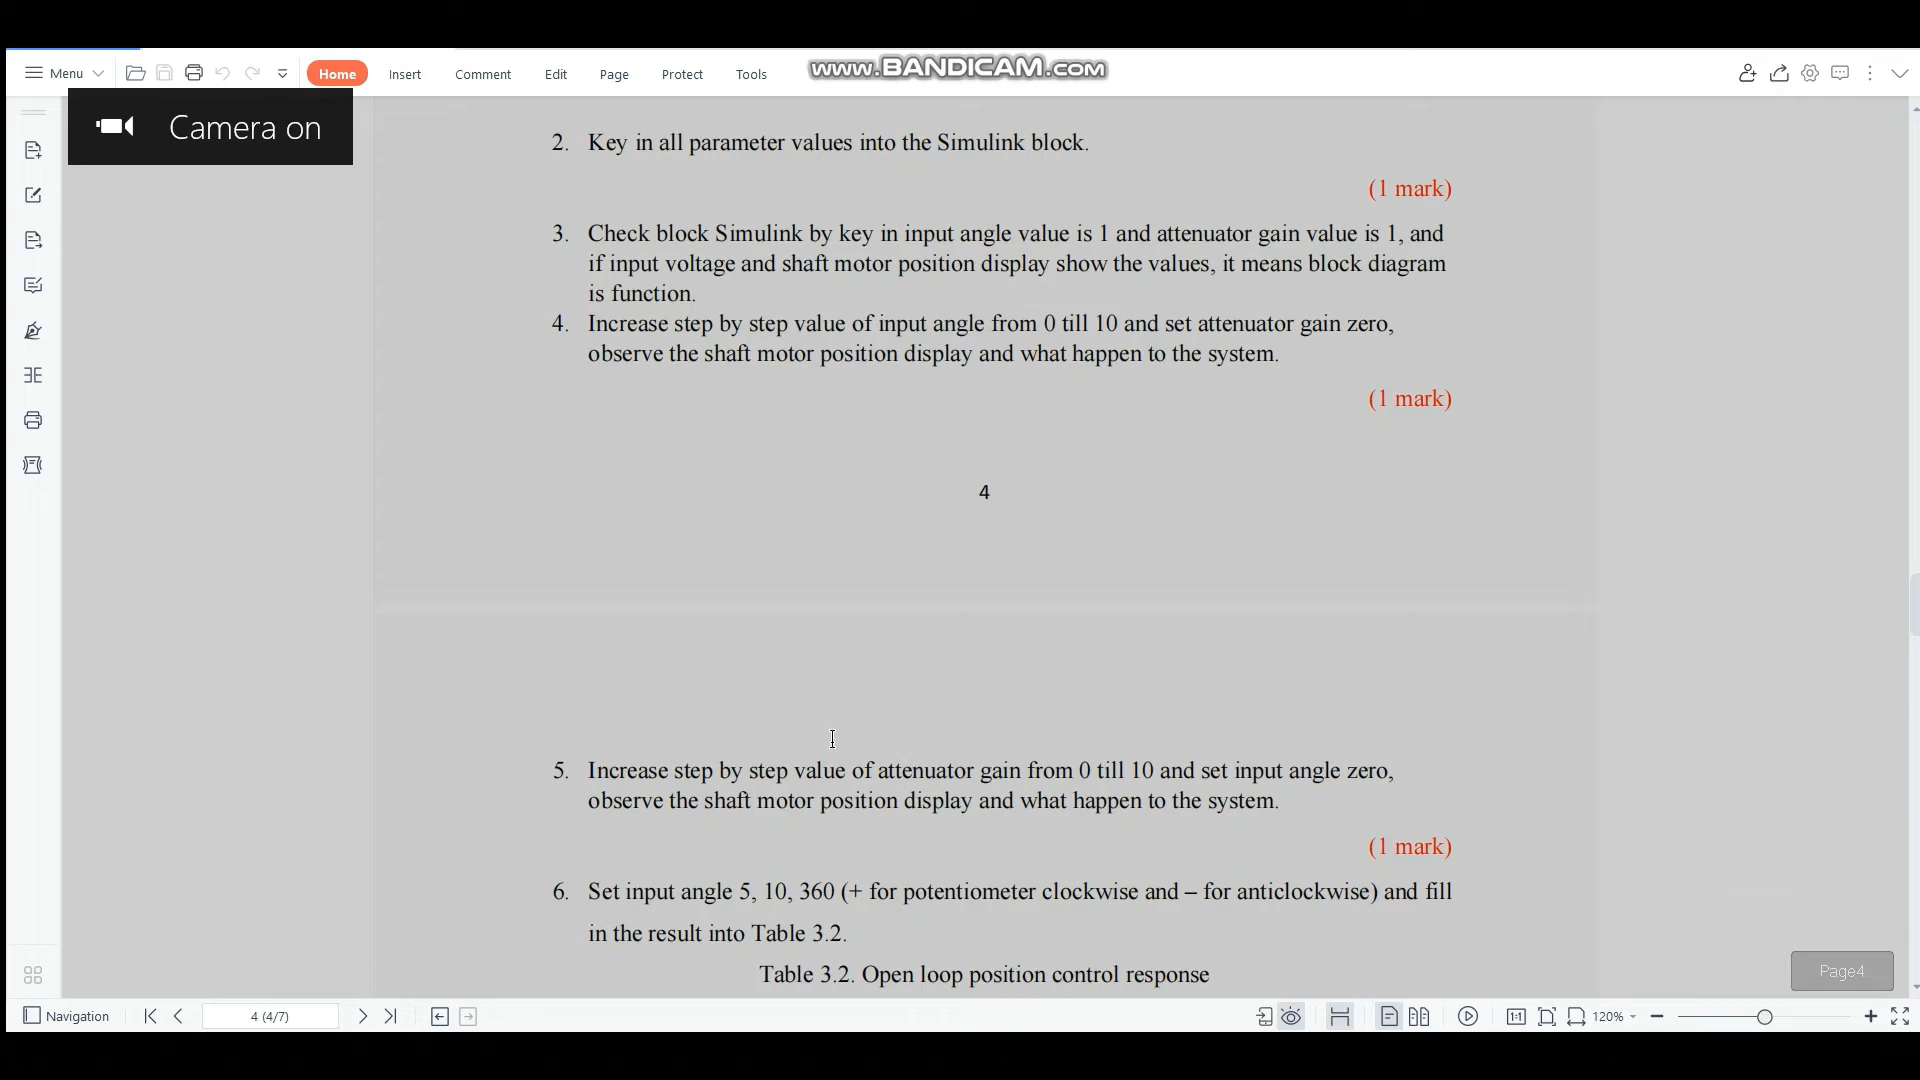 Menu
Home
Insert
Comment
Edit
Page
Protect
Tools
www.BANDICAM.com
Camera on
2. Key in all parameter values into the Simulink block.
(1 mark)
3. Check block Simulink by key in input angle value is 1 and attenuator gain value is 1, and
if input voltage and shaft motor position display show the values, it means block diagram
is function.
4. Increase step by step value of input angle from 0 till 10 and set attenuator gain zero,
observe the shaft motor position display and what happen to the system.
(1 mark)
4
5. Increase step by step value of attenuator gain from 0 till 10 and set input angle zero,
observe the shaft motor position display and what happen to the system.
(1 mark)
6. Set input angle 5, 10, 360 (+ for potentiometer clockwise and – for anticlockwise) and fill
in the result into Table 3.2.
Table 3.2. Open loop position control response
Page4
Navigation
4 (4/7)
1:1
120%